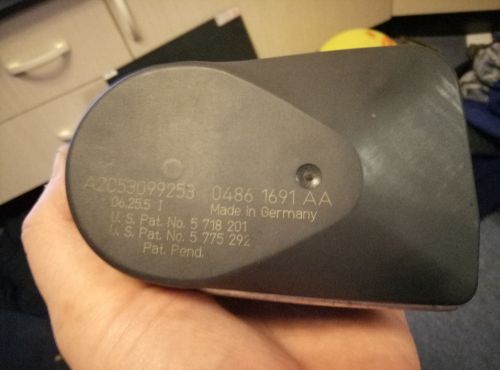 A2C53099253 0486 1691 AA
06.25.5 I Made in Germany
U. S. Pat. No. 5 718 201
U. S. Pat. No. 5 775 292
Pat. Pend.